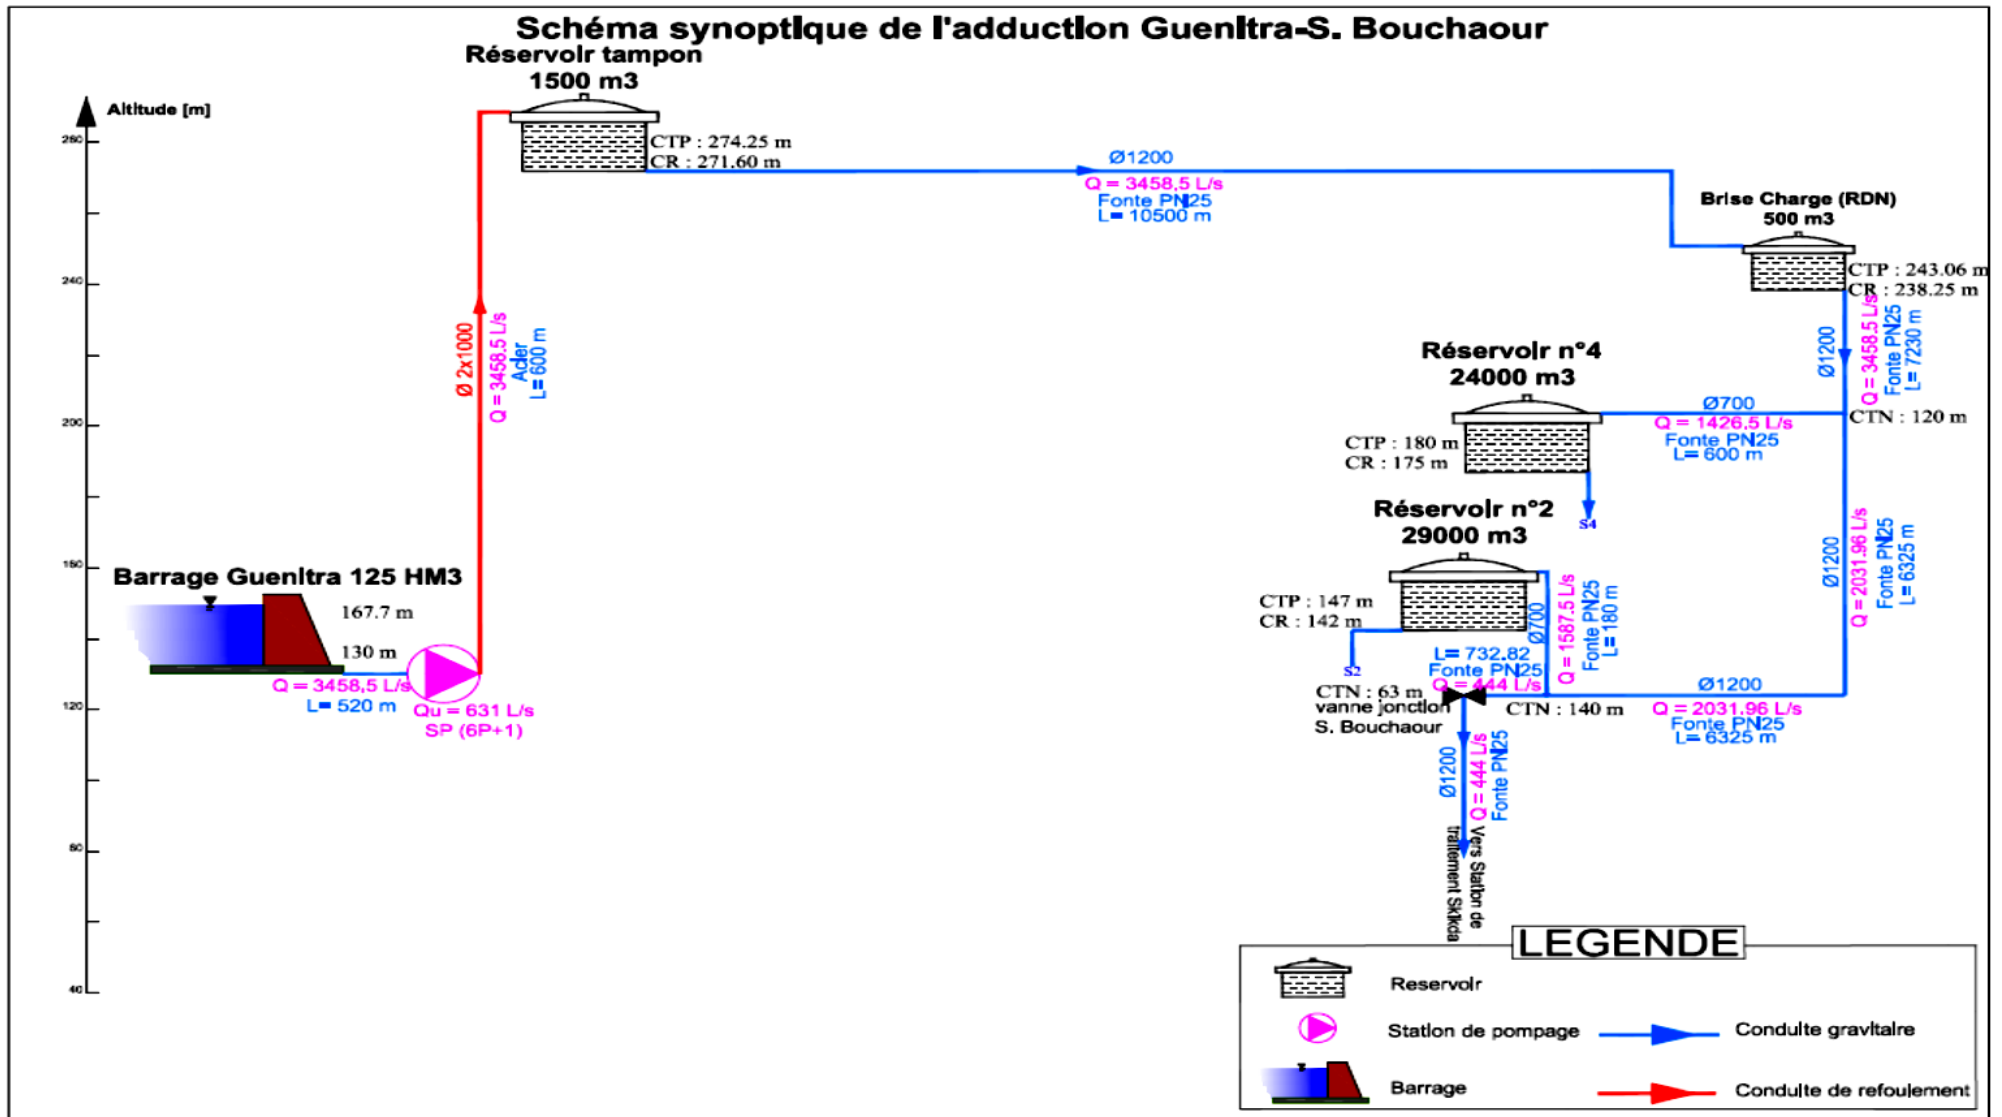 Schéma synoptique de l'adduction Guenitra-S. Bouchaour
Réservoir tampon
1500 m3
Altitude [m]
CTP : 274.25 m
CR : 271.60 m
Ø1200
Q = 3458,5 L/s
Fonte PN25
L= 10500 m
Brise Charge (RDN)
500 m3
CTP : 243.06 m
CR : 238.25 m
Ø1200
Q = 3458.5 L/s
Fonte PN25
L= 7230 m
240
200
160
120
80
40
Ø 2x1000
Q = 3458.5 L/s
Acier
L= 600 m
Réservoir n°4
24000 m3
CTP : 180 m
CR : 175 m
S4
Ø700
Q = 1426.5 L/s
Fonte PN25
L= 600 m
CTN : 120 m
Réservoir n°2
29000 m3
CTP : 147 m
CR : 142 m
S2
Ø700
Q = 1587.5 L/s
Fonte PN25
L= 180 m
Ø1200
Q = 2031.96 L/s
Fonte PN25
L= 6325 m
Barrage Guenitra 125 HM3
167.7 m
130 m
Q = 3458,5 L/s
L= 520 m
Qu = 631 L/s
SP (6P+1)
L= 732.82
Fonte PN25
Q = 444 L/s
CTN : 63 m
vanne jonction
S. Bouchaour
CTN : 140 m
Ø1200
Q = 2031.96 L/s
Fonte PN25
L= 6325 m
Ø1200
Q = 444 L/s
Fonte PN25
Vers Station de
traitement Skikda
LEGENDE
Reservoir
Station de pompage
Conduite gravitaire
Barrage
Conduite de refoulement